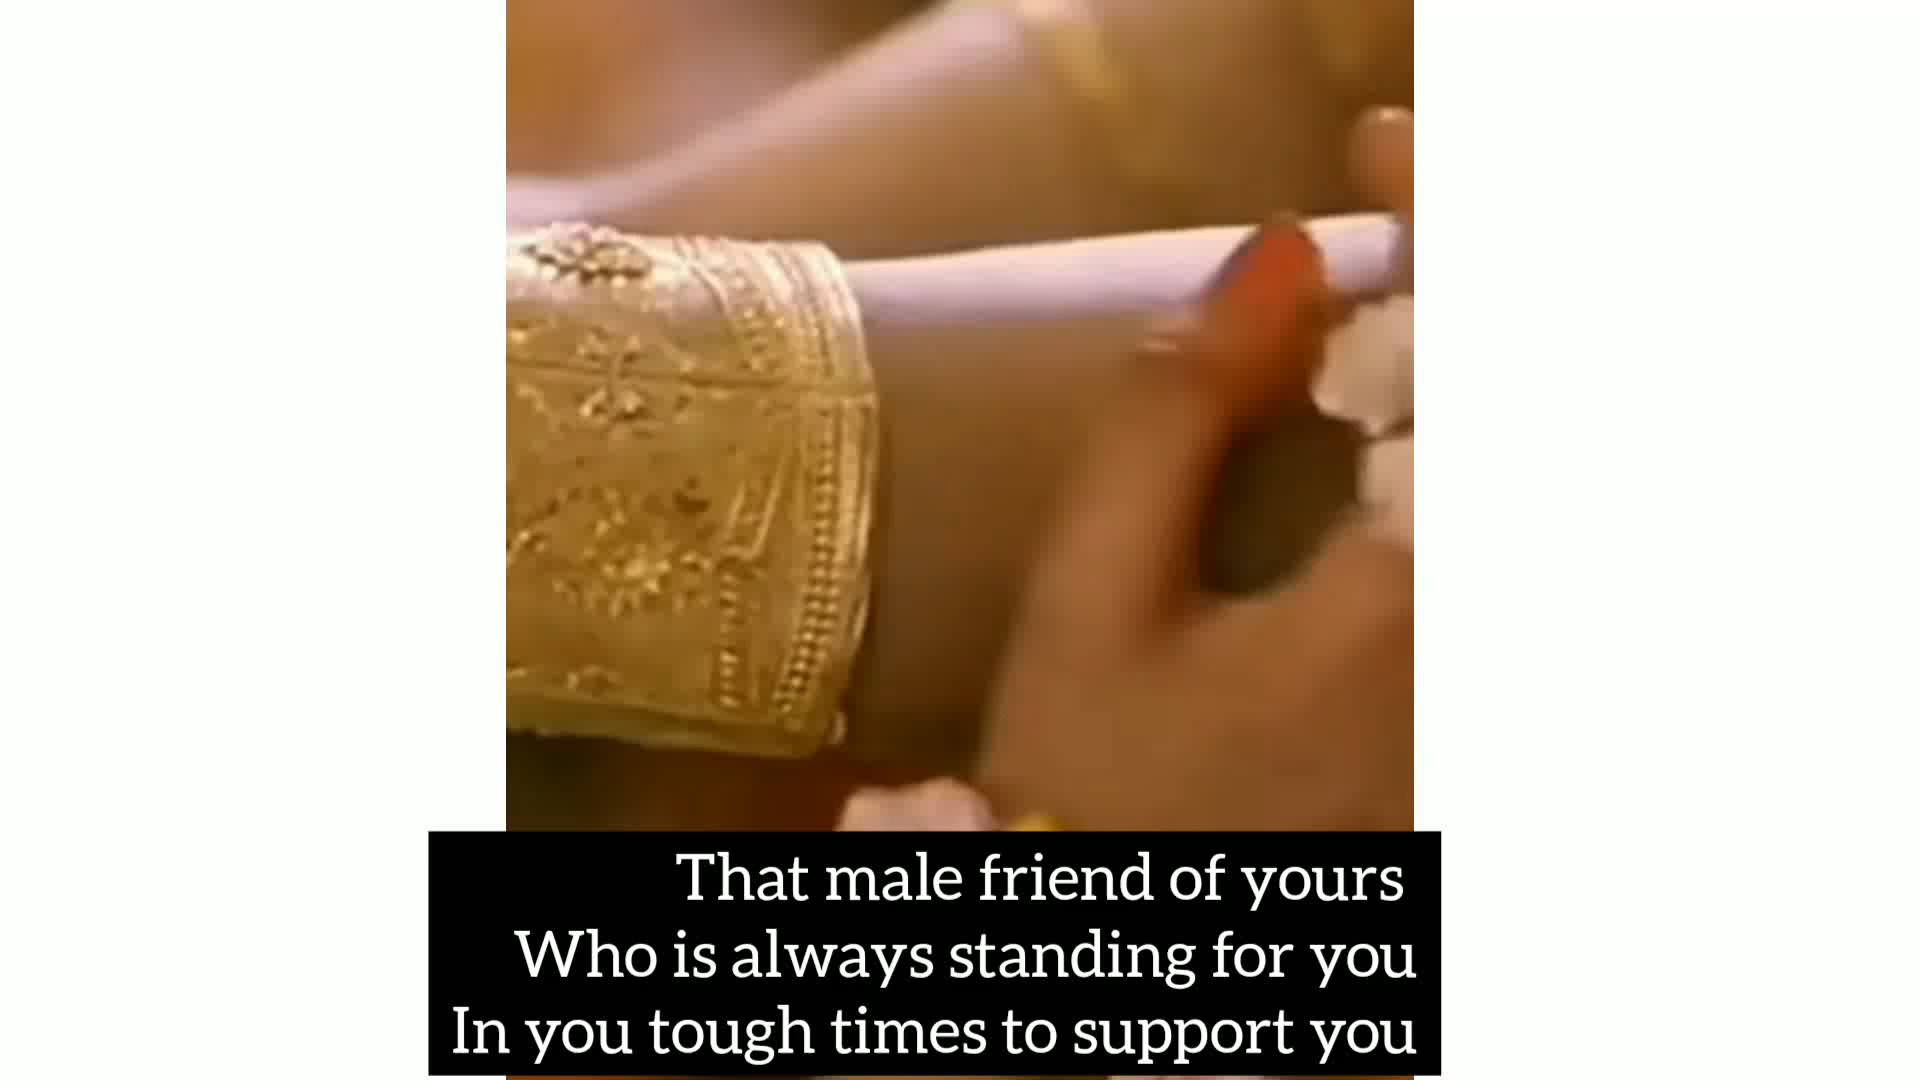 That male friend of yours
Who is always standing for you
In you tough times to support you